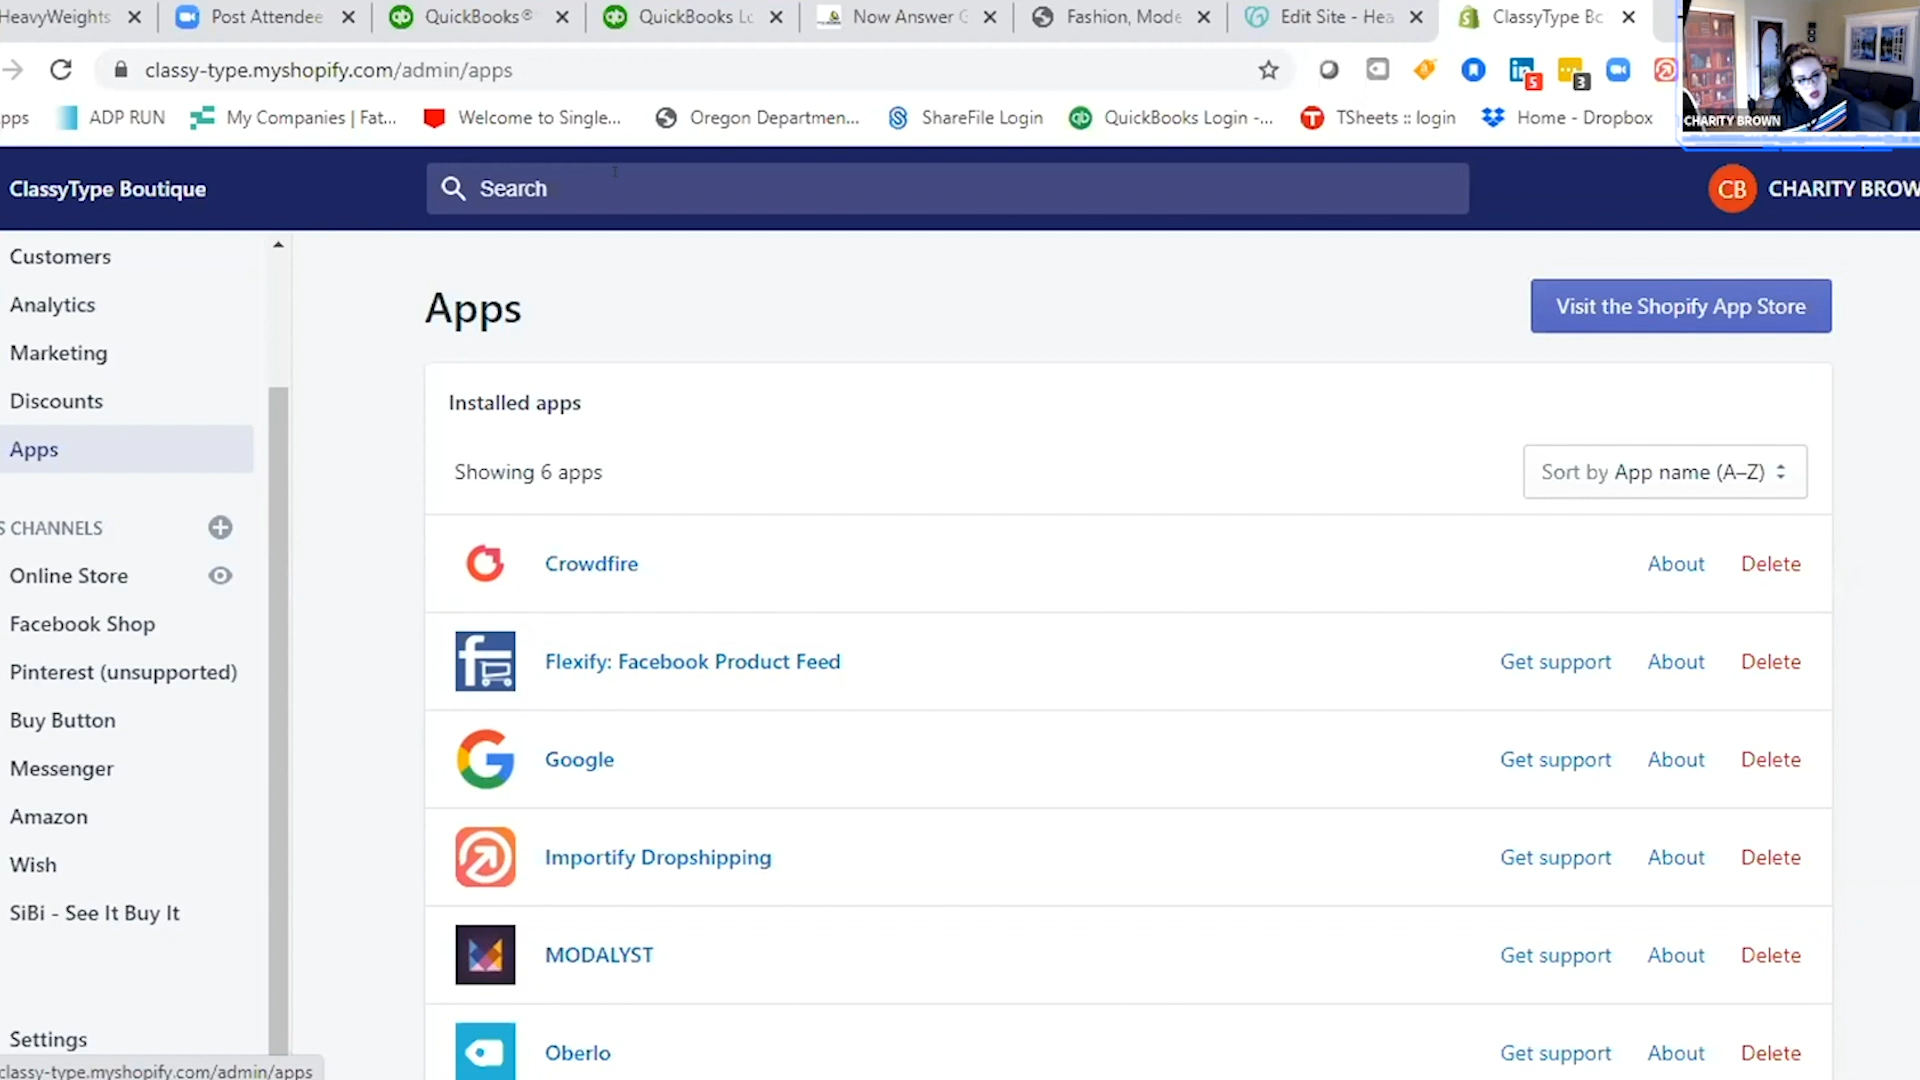 HeavyWeights
Post Attendee
QuickBooks®
QuickBooks Lo
Now Answer
Fashion, Mode
Edit Site - Hea
ClassyType Bo
classy-type.myshopify.com/admin/apps
5
3
CHARITY BROWN
pps
ADP RUN
My Companies | Fat...
Welcome to Single...
Oregon Departmen...
ShareFile Login
QuickBooks Login -...
TSheets :: login
Home - Dropbox
ClassyType Boutique
Search
CB
CHARITY BROW
Customers
Analytics
Marketing
Discounts
Apps
S CHANNELS
Online Store
Facebook Shop
Pinterest (unsupported)
Buy Button
Messenger
Amazon
Wish
SiBi - See It Buy It
Settings
classy-type.myshopify.com/admin/apps
Apps
Visit the Shopify App Store
Installed apps
Showing 6 apps
Sort by App name (A–Z)
Crowdfire
About
Delete
Flexify: Facebook Product Feed
Get support
About
Delete
Google
Get support
About
Delete
Importify Dropshipping
Get support
About
Delete
MODALYST
Get support
About
Delete
Oberlo
Get support
About
Delete